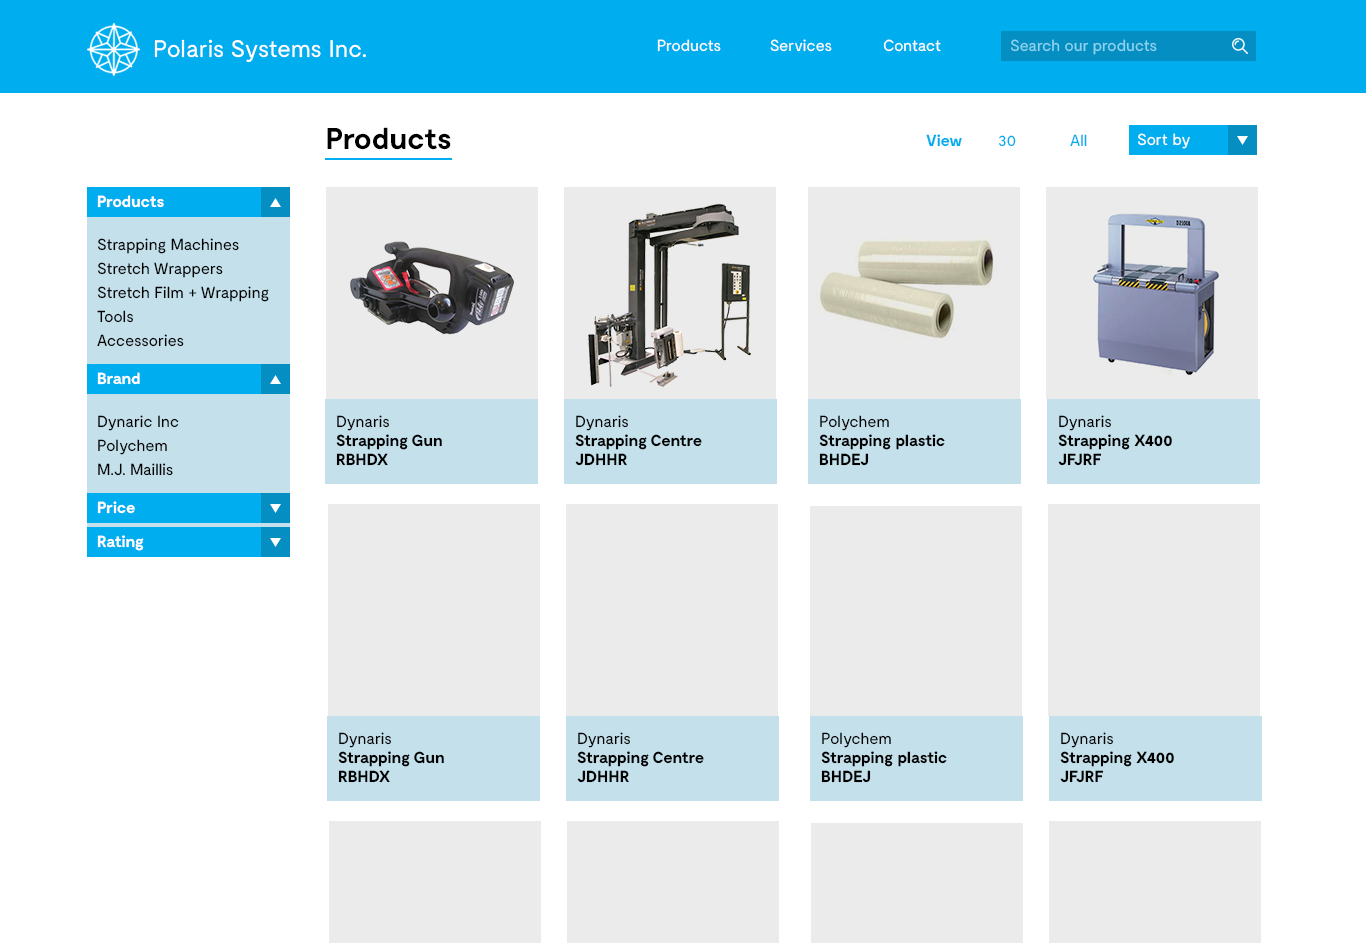 Polaris Systems Inc.
Products
Services
Contact
Search our products
Products
View
30
All
Sort by
Products
Strapping Machines
Stretch Wrappers
Stretch Film + Wrapping
Tools
Accessories
Brand
Dynaric Inc
Polychem
M.J. Maillis
Price
Rating
Dynaris
Strapping Gun
RBHDX
Dynaris
Strapping Centre
JDHHR
Polychem
Strapping plastic
BHDEJ
Dynaris
Strapping X400
JFJRF
Dynaris
Strapping Gun
RBHDX
Dynaris
Strapping Centre
JDHHR
Polychem
Strapping plastic
BHDEJ
Dynaris
Strapping X400
JFJRF